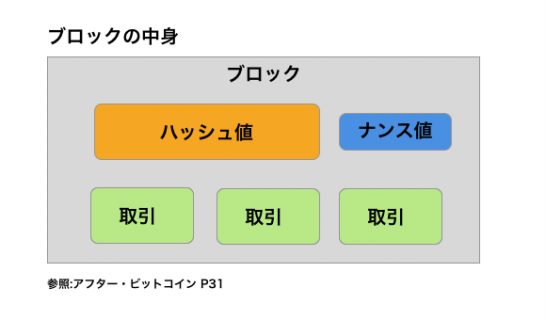 ブロックの中身
ブロック
ハッシュ値
ナンス値
取引
取引
取引
参照:アフター・ビットコイン P31